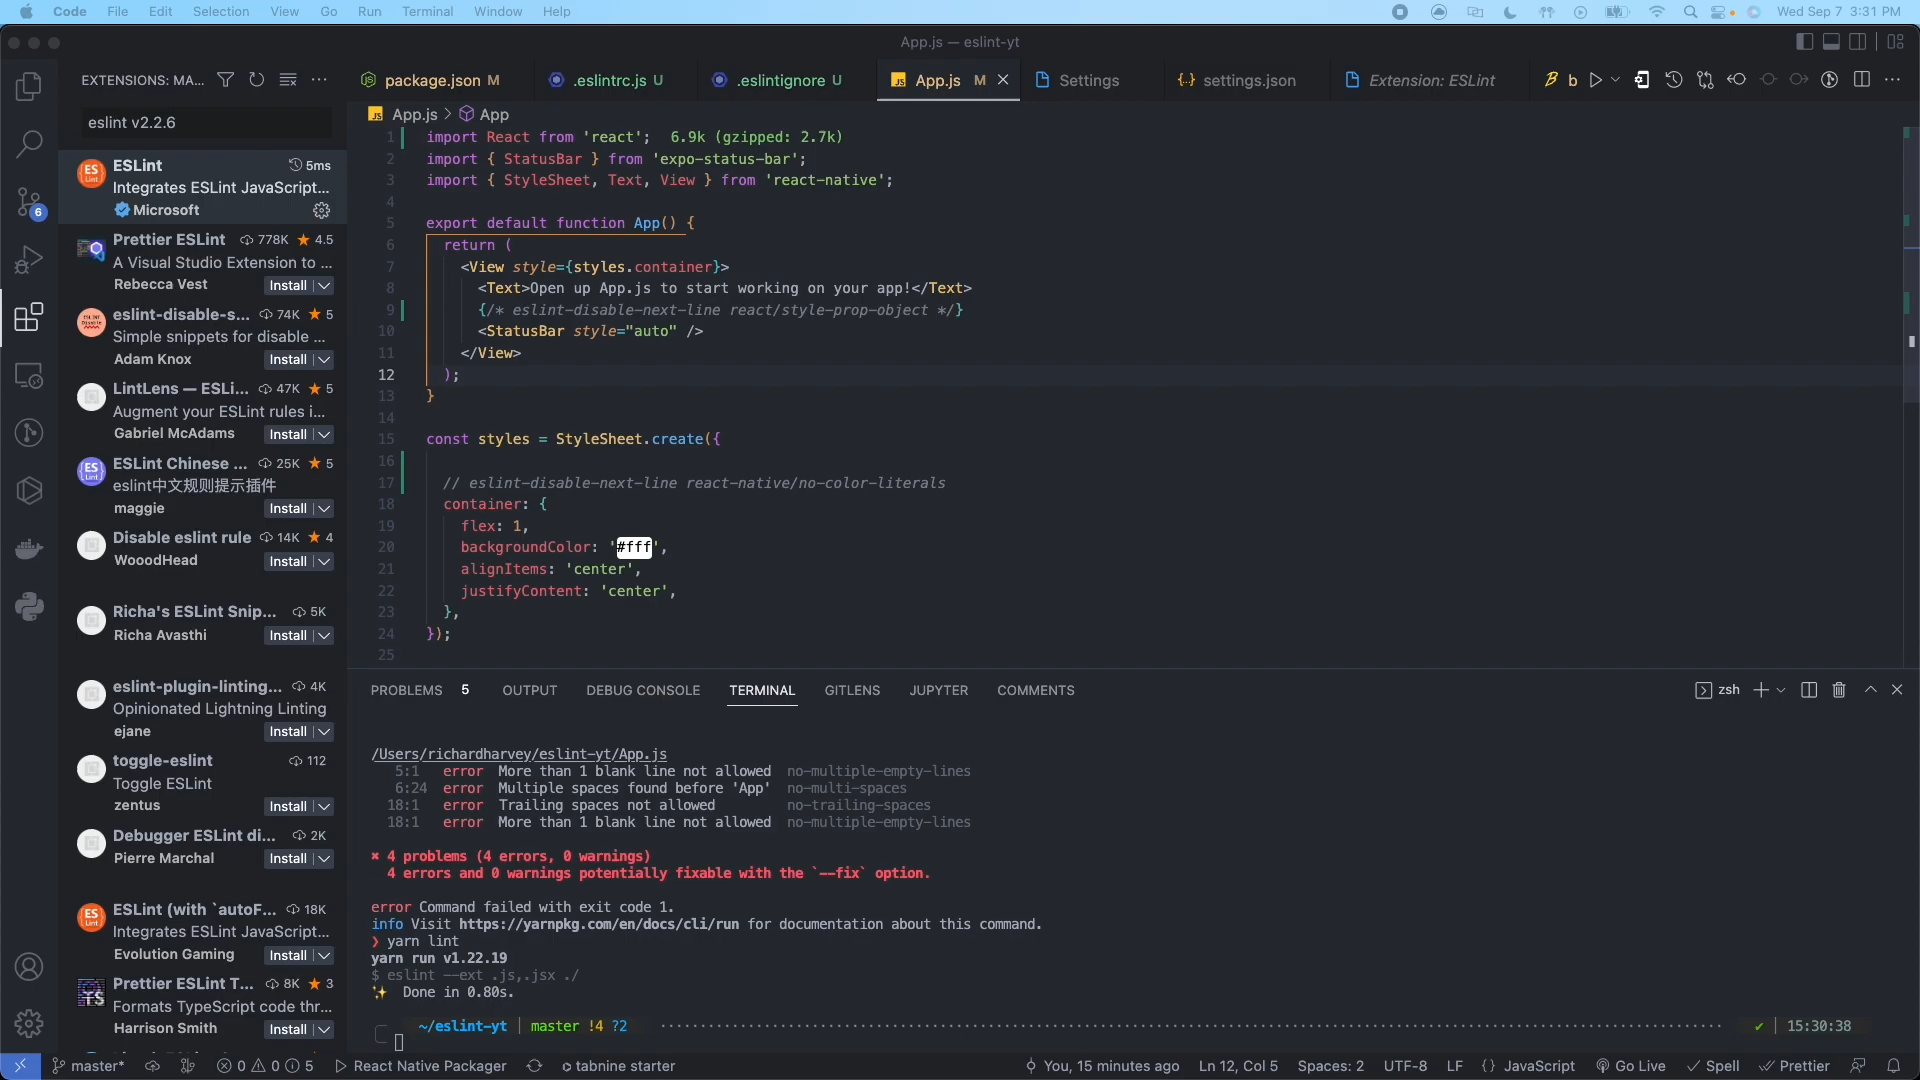 Code File Edit Selection View Go Run Terminal Window Help Wed Sep 7 3:31 PM
App.js — eslint-yt
EXTENSIONS: MA... ···
package.json M .eslintrc.js U .eslintignore U App.js M Settings settings.json Extension: ESLint b ···
eslint v2.2.6
App.js > App
ESLint 5ms
Integrates ESLint JavaScript...
Microsoft
Prettier ESLint 778K 4.5
A Visual Studio Extension to ...
Rebecca Vest Install
eslint-disable-s... 74K 5
Simple snippets for disable ...
Adam Knox Install
LintLens — ESLi... 47K 5
Augment your ESLint rules i...
Gabriel McAdams Install
ESLint Chinese ... 25K 5
eslint中文规则提示插件
maggie Install
Disable eslint rule 14K 4
WooodHead Install
Richa's ESLint Snip... 5K
Richa Avasthi Install
eslint-plugin-linting... 4K
Opinionated Lightning Linting
ejane Install
toggle-eslint 112
Toggle ESLint
zentus Install
Debugger ESLint di... 2K
Pierre Marchal Install
ESLint (with `autoF... 18K
Integrates ESLint JavaScript...
Evolution Gaming Install
Prettier ESLint T... 8K 3
Formats TypeScript code thr...
Harrison Smith Install
1 import React from 'react'; 6.9k (gzipped: 2.7k)
2 import { StatusBar } from 'expo-status-bar';
3 import { StyleSheet, Text, View } from 'react-native';
4
5 export default function App() {
6 return (
7 <View style={styles.container}>
8 <Text>Open up App.js to start working on your app!</Text>
9 {/* eslint-disable-next-line react/style-prop-object */}
10 <StatusBar style="auto" />
11 </View>
12 );
13 }
14
15 const styles = StyleSheet.create({
16
17 // eslint-disable-next-line react-native/no-color-literals
18 container: {
19 flex: 1,
20 backgroundColor: '#fff',
21 alignItems: 'center',
22 justifyContent: 'center',
23 },
24 });
25
PROBLEMS 5 OUTPUT DEBUG CONSOLE TERMINAL GITLENS JUPYTER COMMENTS zsh
/Users/richardharvey/eslint-yt/App.js
5:1 error More than 1 blank line not allowed no-multiple-empty-lines
6:24 error Multiple spaces found before 'App' no-multi-spaces
18:1 error Trailing spaces not allowed no-trailing-spaces
18:1 error More than 1 blank line not allowed no-multiple-empty-lines
✖ 4 problems (4 errors, 0 warnings)
4 errors and 0 warnings potentially fixable with the `--fix` option.
error Command failed with exit code 1.
info Visit https://yarnpkg.com/en/docs/cli/run for documentation about this command.
❯ yarn lint
yarn run v1.22.19
$ eslint --ext .js,.jsx ./
✨ Done in 0.80s.
~/eslint-yt master !4 ?2 ✔ 15:30:38
6
master* 0 0 5 React Native Packager tabnine starter You, 15 minutes ago Ln 12, Col 5 Spaces: 2 UTF-8 LF {} JavaScript Go Live Spell Prettier